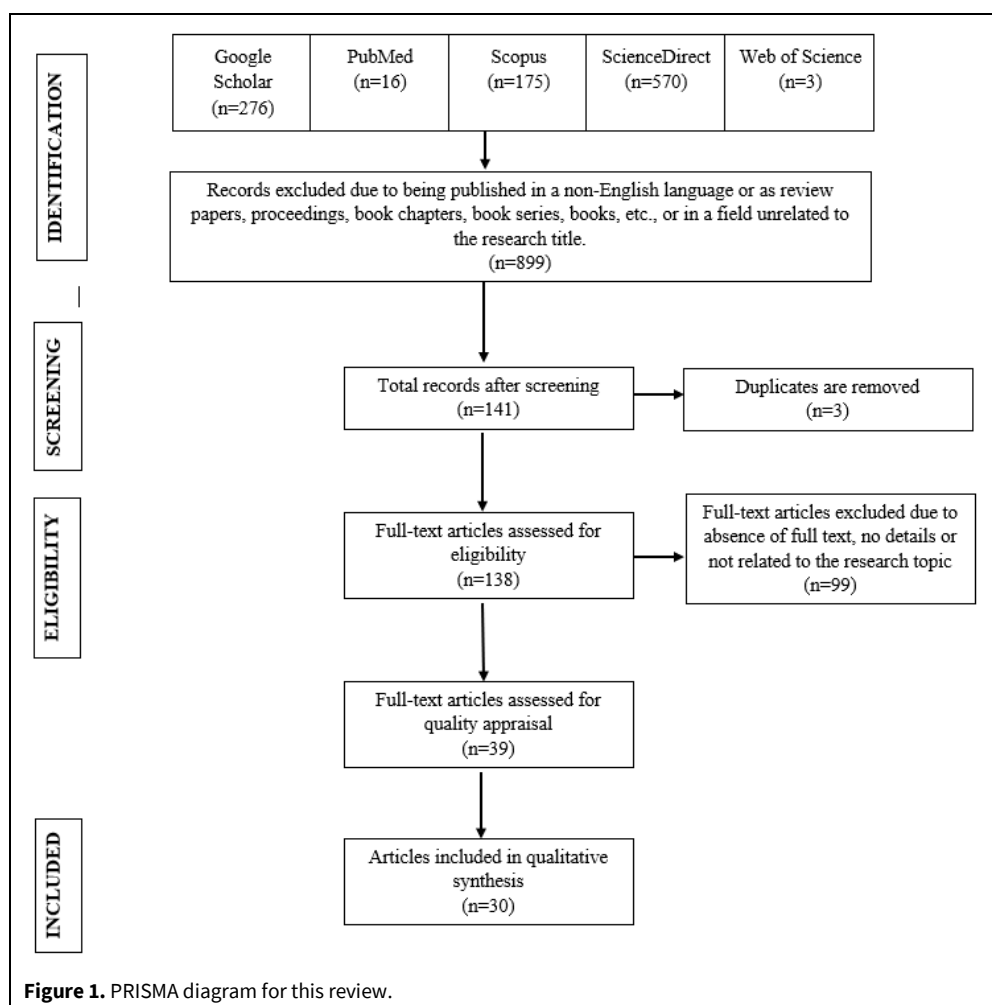 IDENTIFICATION
Google
Scholar
(n=276)
PubMed
(n=16)
Scopus
(n=175)
ScienceDirect
(n=570)
Web of Science
(n=3)
Records excluded due to being published in a non-English language or as review
papers, proceedings, book chapters, book series, books, etc., or in a field unrelated to
the research title.
(n=899)
SCREENING
Total records after screening
(n=141)
Duplicates are removed
(n=3)
ELIGIBILITY
Full-text articles assessed for
eligibility
(n=138)
Full-text articles excluded due to
absence of full text, no details or
not related to the research topic
(n=99)
Full-text articles assessed for
quality appraisal
(n=39)
INCLUDED
Articles included in qualitative
synthesis
(n=30)
Figure 1. PRISMA diagram for this review.